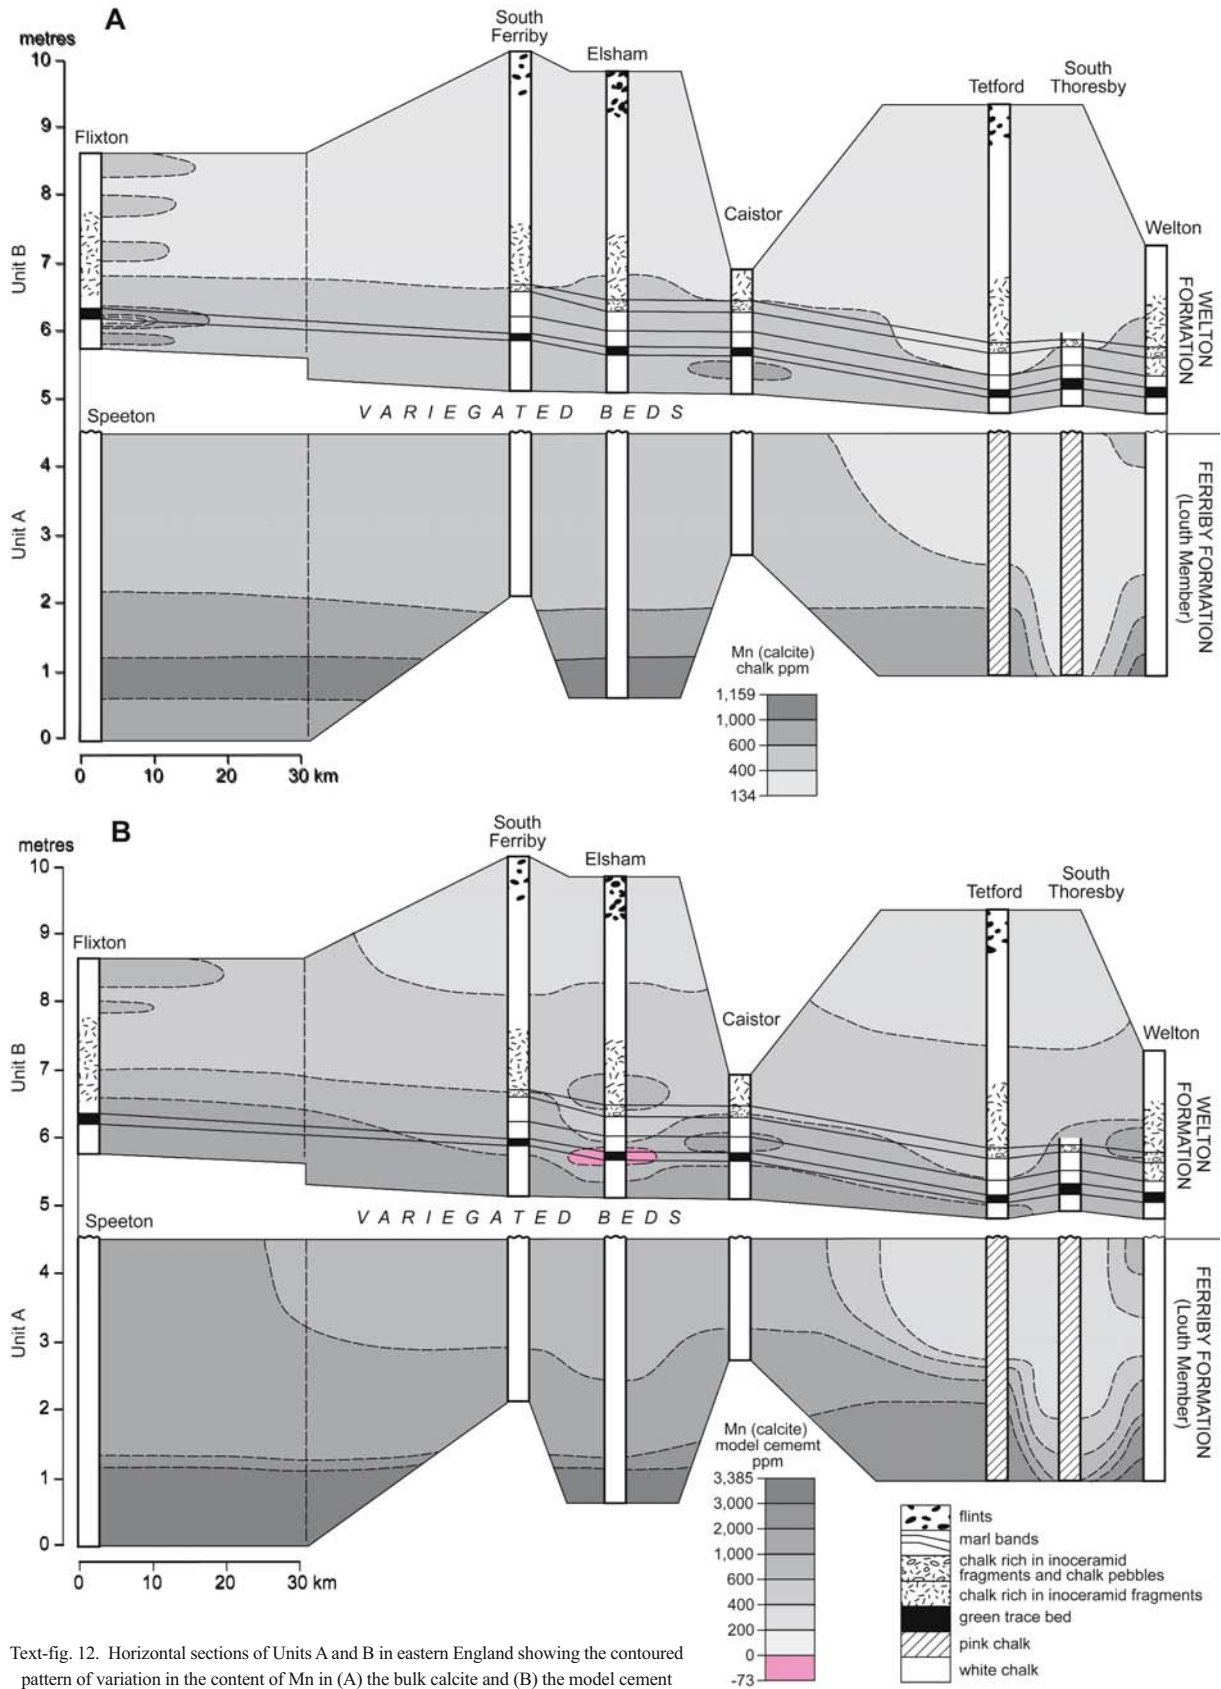 A
metres
10
9
8
7
6
5
4
3
2
1
0
Unit B
Unit A
Flixton
South
Ferriby
Elsham
Caistor
Tetford
South
Thoresby
Welton
WELTON
FORMATION
Speeton
VARIEGATED BEDS
FERRIBY FORMATION
(Louth Member)
0 10 20 30 km
Mn (calcite)
chalk ppm
1,159
1,000
600
400
134
B
metres
10
9
8
7
6
5
4
3
2
1
0
Unit B
Unit A
Flixton
South
Ferriby
Elsham
Caistor
Tetford
South
Thoresby
Welton
WELTON
FORMATION
Speeton
VARIEGATED BEDS
FERRIBY FORMATION
(Louth Member)
0 10 20 30 km
Mn (calcite)
model cememt
ppm
3,385
3,000
2,000
1,000
600
400
200
0
-73
flints
marl bands
chalk rich in inoceramid
fragments and chalk pebbles
chalk rich in inoceramid fragments
green trace bed
pink chalk
white chalk
Text-fig. 12. Horizontal sections of Units A and B in eastern England showing the contoured
pattern of variation in the content of Mn in (A) the bulk calcite and (B) the model cement